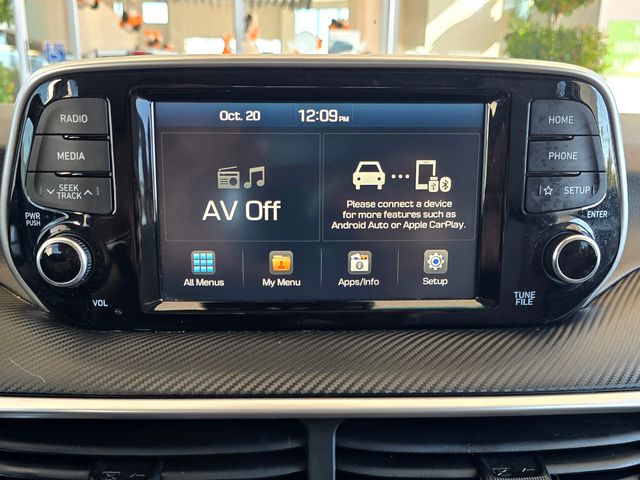 RADIO
MEDIA
SEEK
TRACK
PWR
PUSH
VOL
Oct. 20
12:09 PM
AV Off
Please connect a device
for more features such as
Android Auto or Apple CarPlay.
All Menus
My Menu
Apps/Info
Setup
HOME
PHONE
SETUP
ENTER
TUNE
FILE